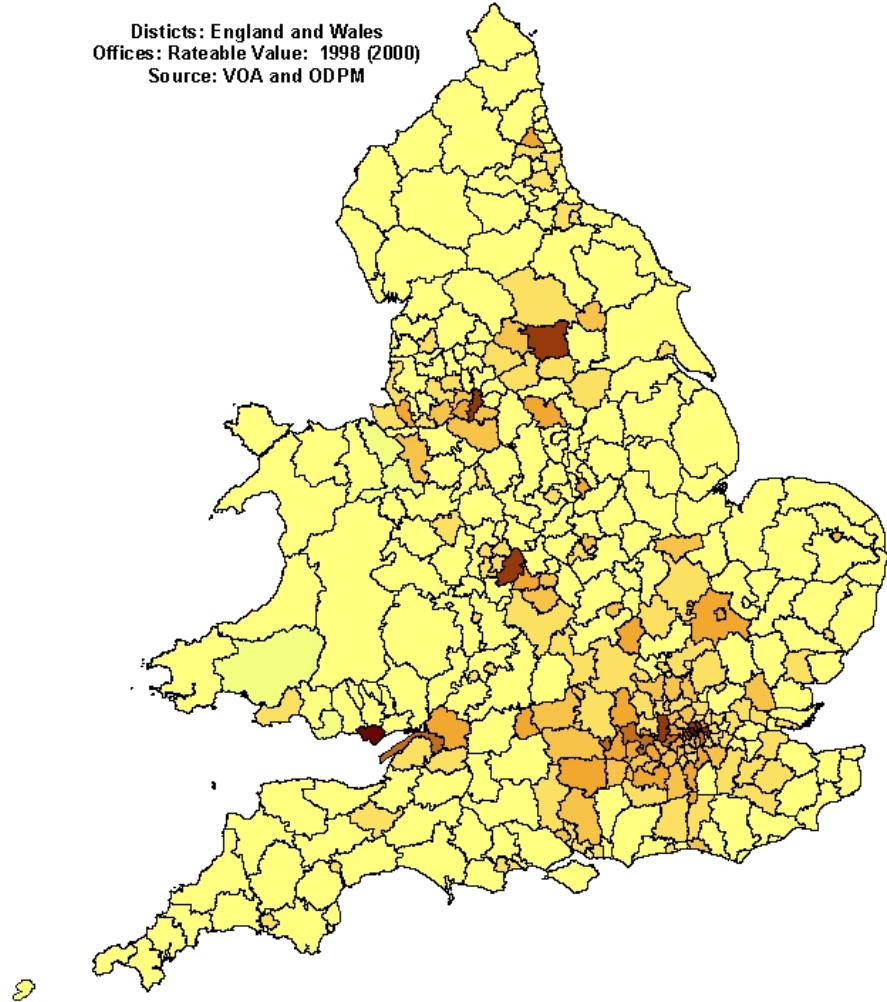 Disticts: England and Wales
Offices: Rateable Value: 1998 (2000)
Source: VOA and ODPM